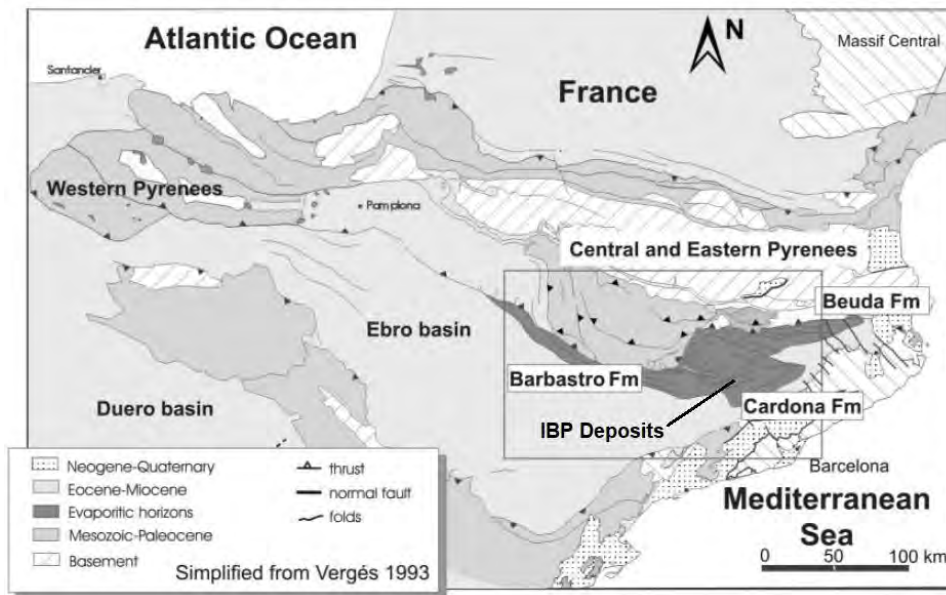 Atlantic Ocean
N
Massif Central
Santander
France
Western Pyrenees
Pamplona
Central and Eastern Pyrenees
Beuda Fm
Ebro basin
Barbastro Fm
Duero basin
IBP Deposits
Cardona Fm
Barcelona
Mediterranean
Sea
0 50 100 km
Neogene-Quaternary
Eocene-Miocene
Evaporitic horizons
Mesozoic-Paleocene
Basement
thrust
normal fault
folds
Simplified from Vergés 1993